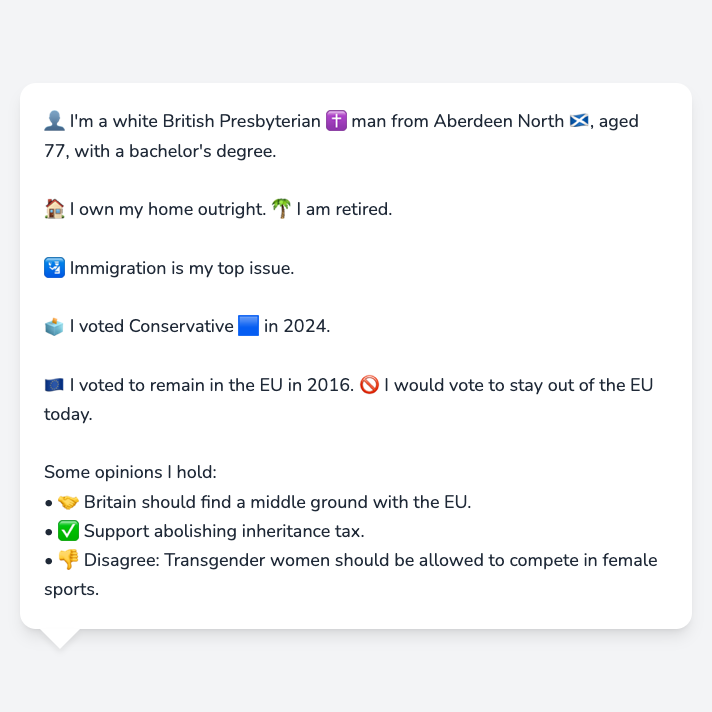 👤 I'm a white British Presbyterian ✝️ man from Aberdeen North 🏴󠁧󠁢󠁳󠁣󠁴󠁿, aged
77, with a bachelor's degree.
🏠 I own my home outright. 🌴 I am retired.
🛂 Immigration is my top issue.
🗳️ I voted Conservative 🟦 in 2024.
🇪🇺 I voted to remain in the EU in 2016. 🚫 I would vote to stay out of the EU
today.
Some opinions I hold:
• 🤝 Britain should find a middle ground with the EU.
• ✅ Support abolishing inheritance tax.
• 👎 Disagree: Transgender women should be allowed to compete in female
sports.